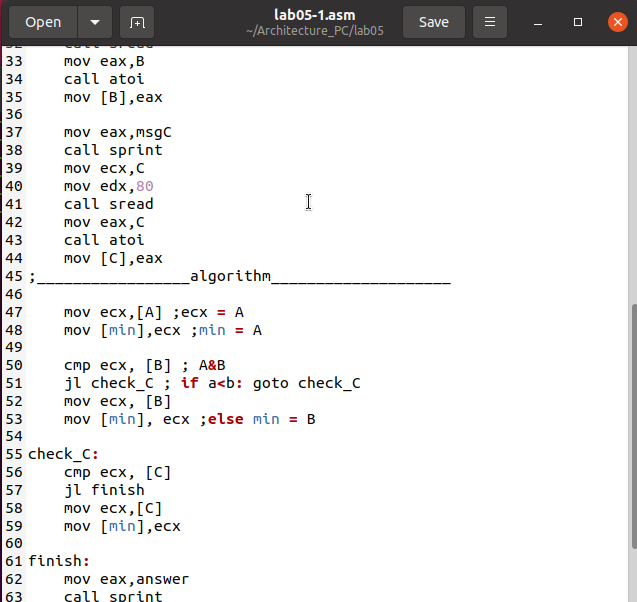 Open
lab05-1.asm
~/Architecture_PC/lab05
Save
32 call sread
33 mov eax,B
34 call atoi
35 mov [B],eax
36
37 mov eax,msgC
38 call sprint
39 mov ecx,C
40 mov edx,80
41 call sread
42 mov eax,C
43 call atoi
44 mov [C],eax
45 ;_________________algorithm____________________
46
47 mov ecx,[A] ;ecx = A
48 mov [min],ecx ;min = A
49
50 cmp ecx, [B] ; A&B
51 jl check_C ; if a<b: goto check_C
52 mov ecx, [B]
53 mov [min], ecx ;else min = B
54
55 check_C:
56 cmp ecx, [C]
57 jl finish
58 mov ecx,[C]
59 mov [min],ecx
60
61 finish:
62 mov eax,answer
63 call sprint